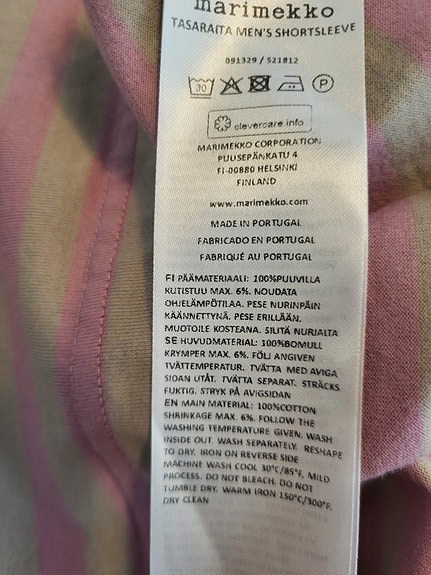 marimekko
TASARAITA MEN'S SHORTSLEEVE
091329 / 521812
30 P
clevercare.info
MARIMEKKO CORPORATION
PUUSEPÄNKATU 4
FI-00880 HELSINKI
FINLAND
www.marimekko.com
MADE IN PORTUGAL
FABRICADO EN PORTUGAL
FABRIQUÉ AU PORTUGAL
FI PÄÄMATERIAALI: 100%PUUVILLA
KUTISTUU MAX. 6%. NOUDATA
OHJELÄMPÖTILAA. PESE NURINPÄIN
KÄÄNNETTYNÄ. PESE ERILLÄÄN.
MUOTOILE KOSTEANA. SILITÄ NURJALTA
SE HUVUDMATERIAL: 100%BOMULL
KRYMPER MAX. 6%. FÖLJ ANGIVEN
TVÄTTEMPERATUR. TVÄTTA MED AVIGA
SIDAN UTÅT. TVÄTTA SEPARAT. STRÄCKS
FUKTIG. STRYK PÅ AVIGSIDAN
EN MAIN MATERIAL: 100%COTTON
SHRINKAGE MAX. 6%. FOLLOW THE
WASHING TEMPERATURE GIVEN. WASH
INSIDE OUT. WASH SEPARATELY. RESHAPE
TO DRY. IRON ON REVERSE SIDE
MACHINE WASH COOL 30°C/85°F, MILD
PROCESS. DO NOT BLEACH. DO NOT
TUMBLE DRY. WARM IRON 150°C/300°F.
DRY CLEAN